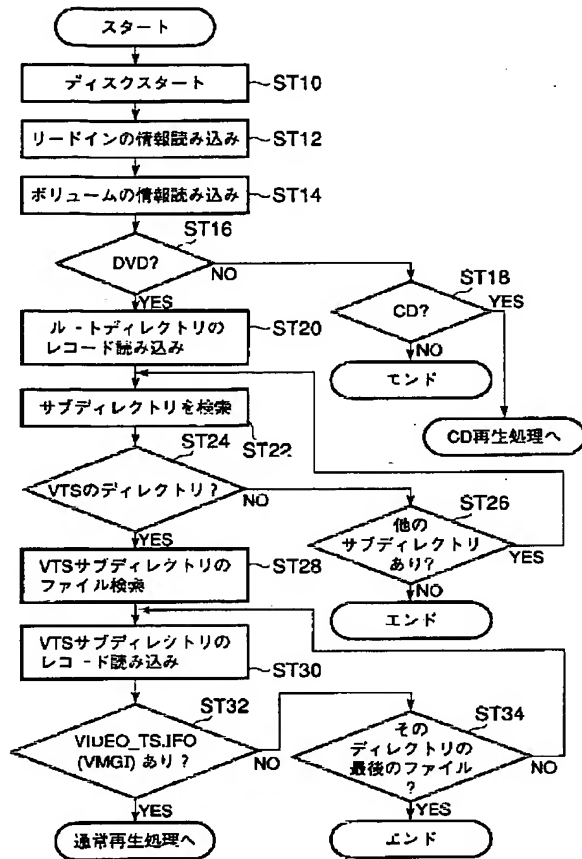 スタート
ディスクスタート
ST10
リードインの情報読み込み
ST12
ボリュームの情報読み込み
ST14
ST16
DVD?
NO
YES
ST18
CD?
YES
NO
エンド
CD再生処理へ
ルートディレクトリの
レコード読み込み
ST20
サブディレクトリを検索
ST22
ST24
VTSのディレクトリ?
NO
YES
ST26
他の
サブディレクトリ
あり?
YES
NO
エンド
VTSサブディレクトリの
ファイル検索
ST28
VTSサブディレクトリの
レコード読み込み
ST30
ST32
VIDEO_TS.IFO
(VMGI) あり?
NO
YES
通常再生処理へ
ST34
その
ディレクトリの
最後のファイル
?
NO
YES
エンド